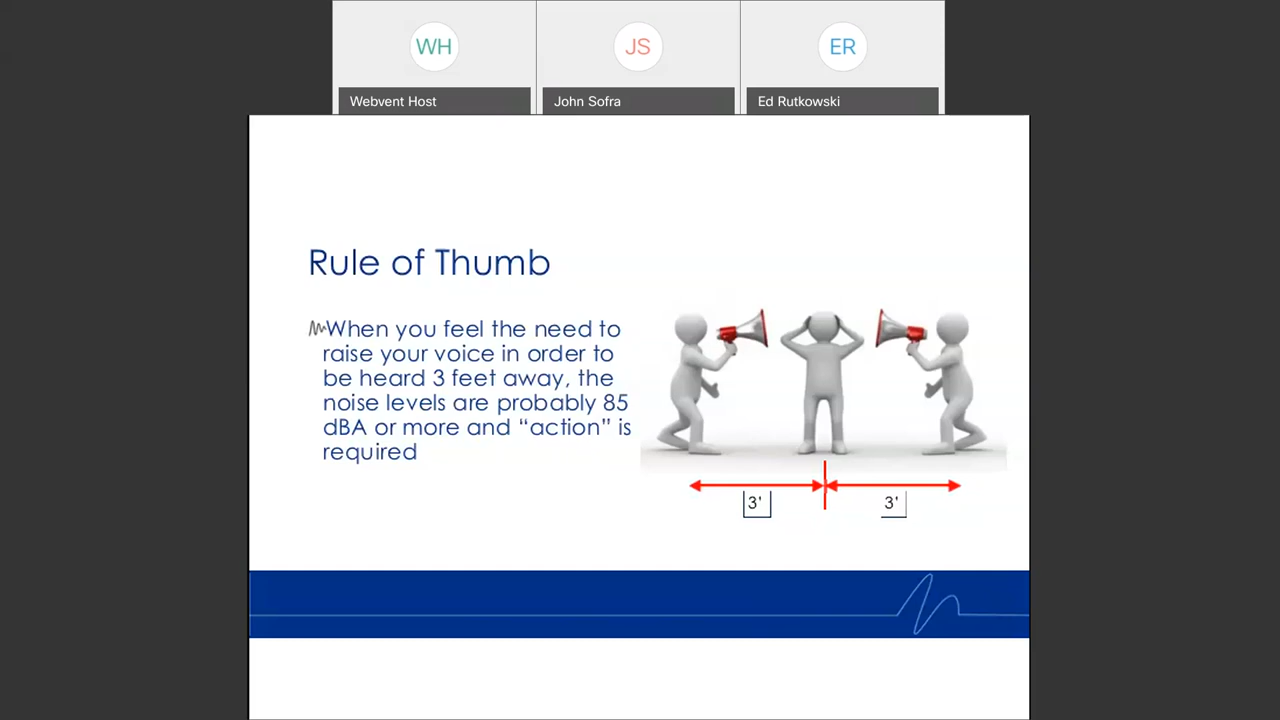 WH
JS
ER
Webvent Host
John Sofra
Ed Rutkowski
Rule of Thumb
When you feel the need to
raise your voice in order to
be heard 3 feet away, the
noise levels are probably 85
dBA or more and “action” is
required
3'
3'